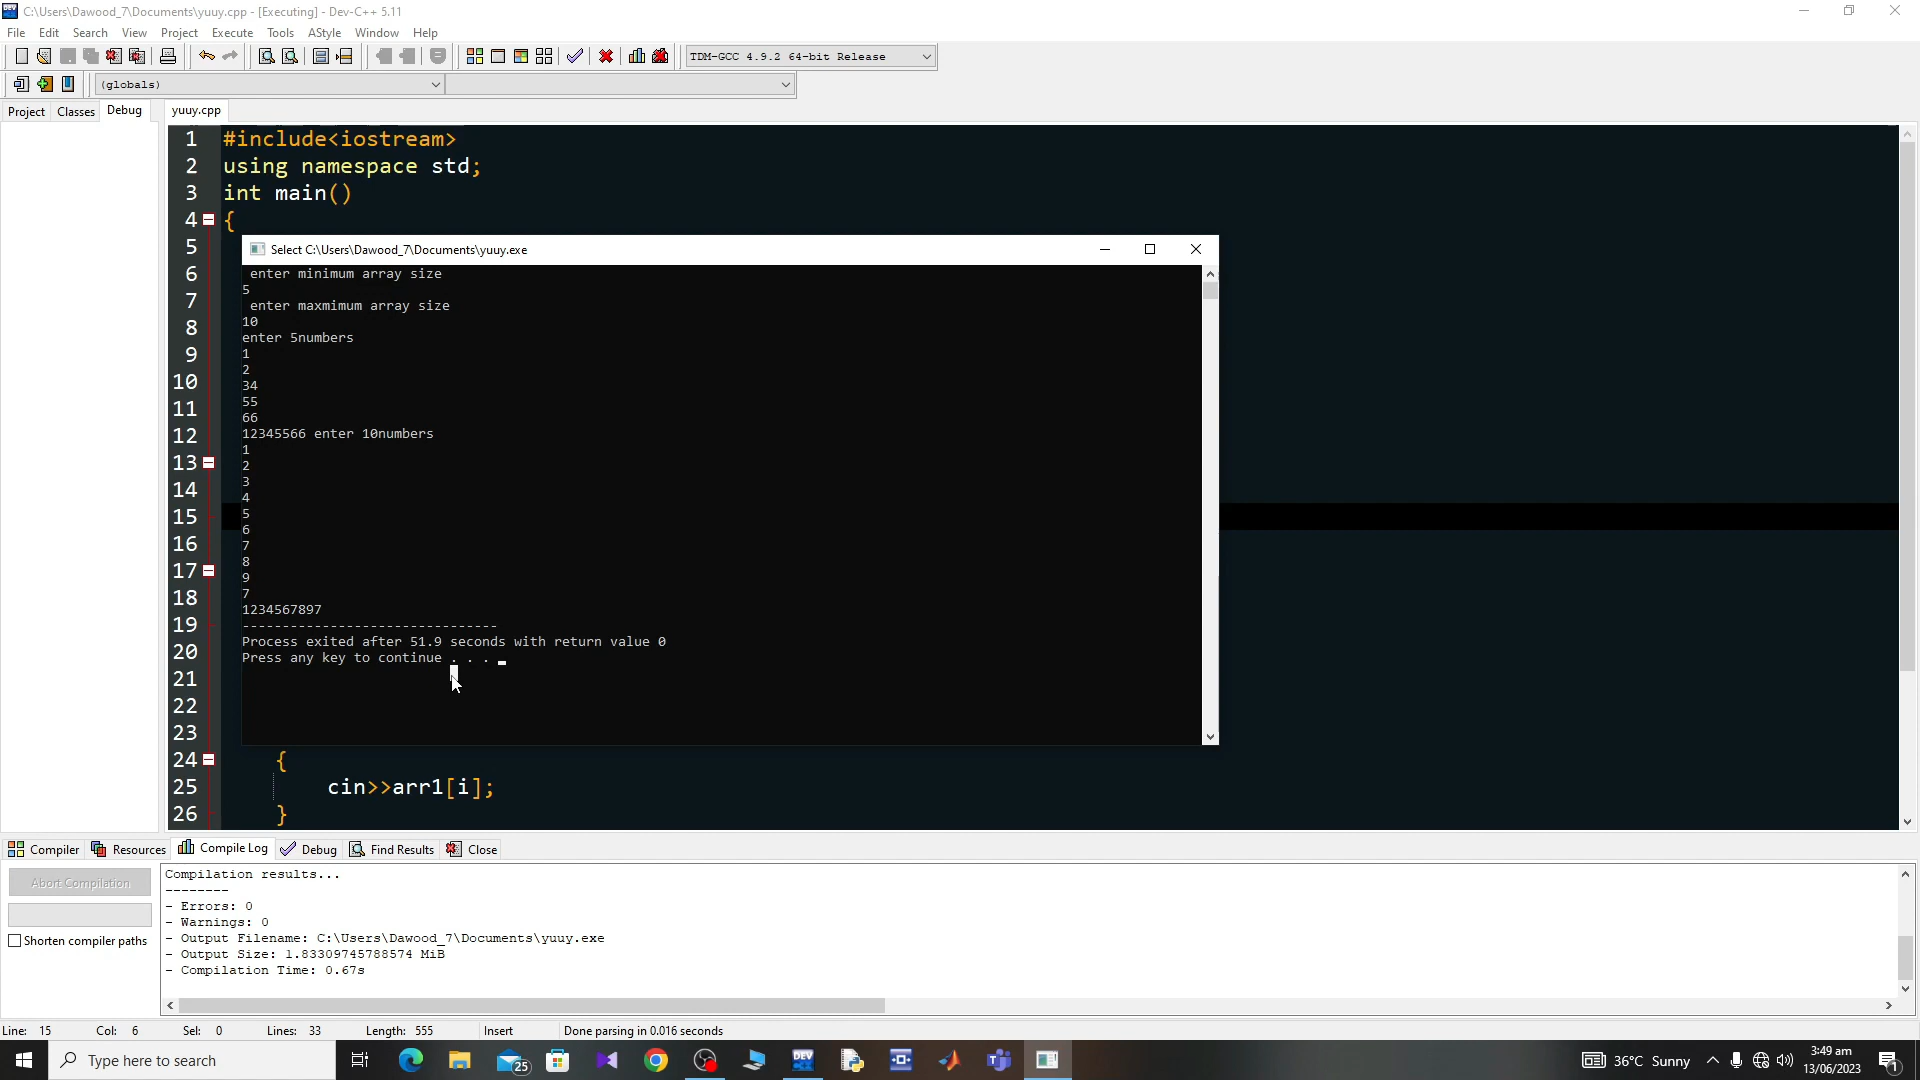 C:\Users\Dawood_7\Documents\yuuy.cpp - [Executing] - Dev-C++ 5.11
File Edit Search View Project Execute Tools AStyle Window Help
TDM-GCC 4.9.2 64-bit Release
(globals)
Project Classes Debug yuuy.cpp
1 #include<iostream>
2 using namespace std;
3 int main()
4 {
5
6
7
8
9
10
11
12
13
14
15
16
17
18
19
20
21
22
23
24 {
25 cin>>arr1[i];
26 }
Select C:\Users\Dawood_7\Documents\yuuy.exe
enter minimum array size
5
enter maxmimum array size
10
enter 5numbers
1
2
34
55
66
12345566 enter 10numbers
1
2
3
4
5
6
7
8
9
7
1234567897
--------------------------------
Process exited after 51.9 seconds with return value 0
Press any key to continue . . .
Compiler Resources Compile Log Debug Find Results Close
Abort Compilation
Shorten compiler paths
Compilation results...
--------
- Errors: 0
- Warnings: 0
- Output Filename: C:\Users\Dawood_7\Documents\yuuy.exe
- Output Size: 1.83309745788574 MiB
- Compilation Time: 0.67s
Line: 15 Col: 6 Sel: 0 Lines: 33 Length: 555 Insert Done parsing in 0.016 seconds
Type here to search
25
DEV
36°C Sunny
3:49 am
13/06/2023
1